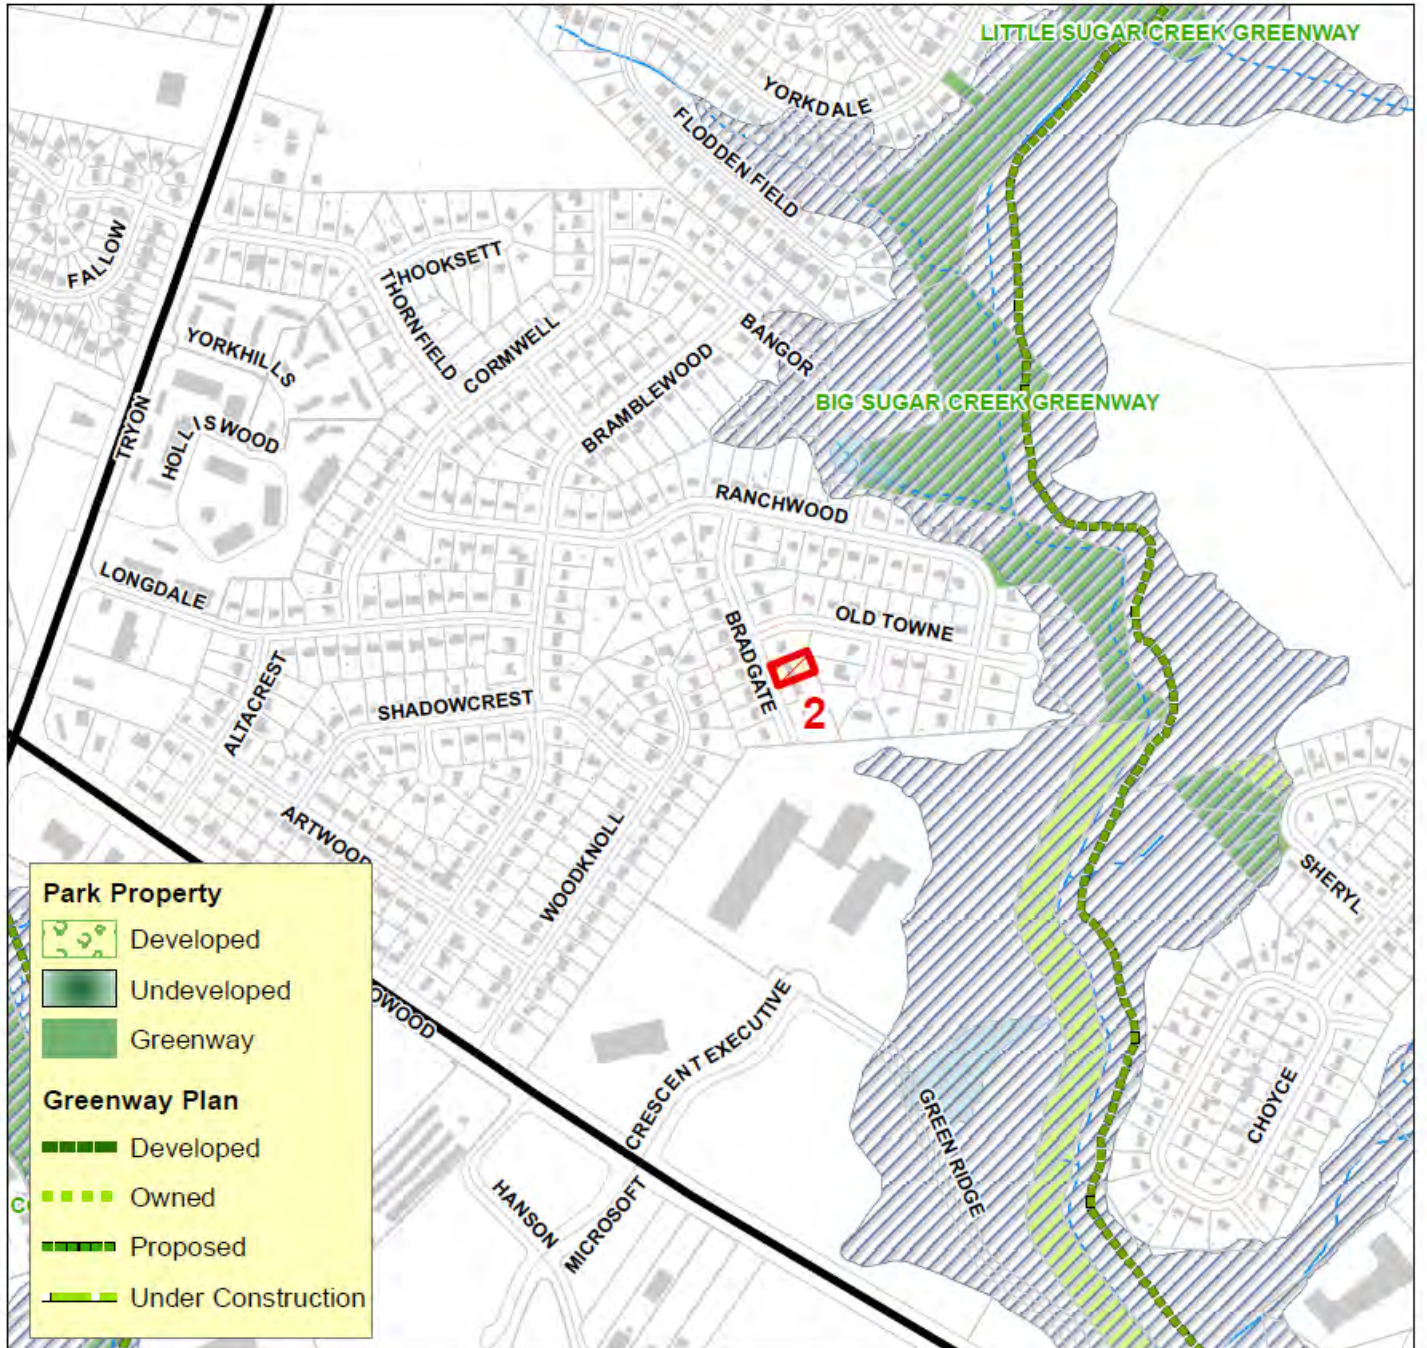 LITTLE SUGAR CREEK GREENWAY
YORKDALE
FLODDEN FIELD
FALLOW
HOOKSETT
THORNFIELD
CORMWELL
BANGOR
YORKHILLS
BRAMBLEWOOD
BIG SUGAR CREEK GREENWAY
TRYON
HOLLISWOOD
RANCHWOOD
LONGDALE
OLD TOWNE
BRADGATE
ALTACREST
SHADOWCREST
2
ARTWOOD
WOODKNOLL
SHERYL
OWOOD
CRESCENT EXECUTIVE
GREEN RIDGE
CHOYCE
HANSON
MICROSOFT
C
Park Property
Developed
Undeveloped
Greenway
Greenway Plan
Developed
Owned
Proposed
Under Construction